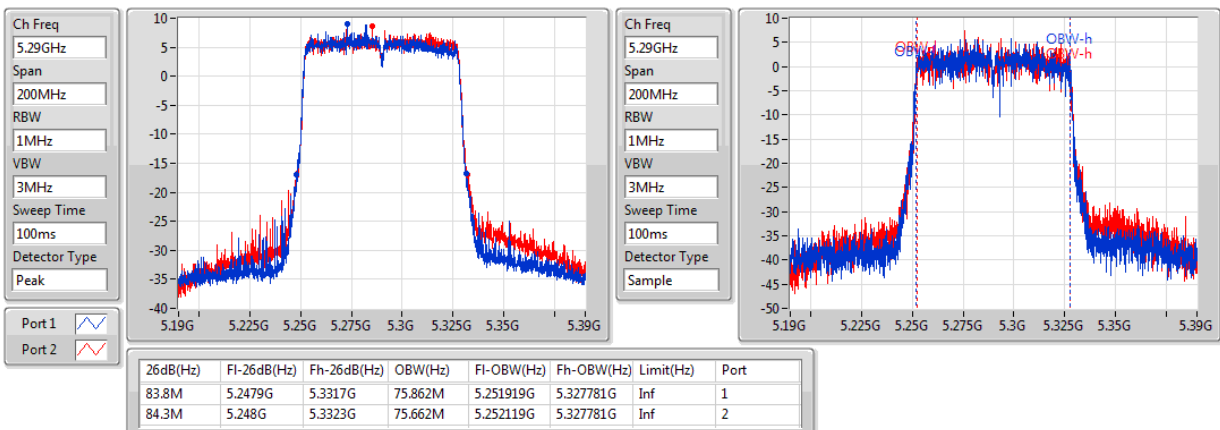 Ch Freq
5.29GHz
Span
200MHz
RBW
1MHz
VBW
3MHz
Sweep Time
100ms
Detector Type
Peak
Port 1
Port 2
10
5
0
-5
-10
-15
-20
-25
-30
-35
-40
5.19G 5.225G 5.25G 5.275G 5.3G 5.325G 5.35G 5.39G
Ch Freq
5.29GHz
Span
200MHz
RBW
1MHz
VBW
3MHz
Sweep Time
100ms
Detector Type
Sample
10
5
0
-5
-10
-15
-20
-25
-30
-35
-40
-45
-50
OBW-h
OBW-h
5.19G 5.225G 5.25G 5.275G 5.3G 5.325G 5.35G 5.39G
26dB(Hz) Fl-26dB(Hz) Fh-26dB(Hz) OBW(Hz) Fl-OBW(Hz) Fh-OBW(Hz) Limit(Hz) Port
83.8M 5.2479G 5.3317G 75.862M 5.251919G 5.327781G Inf 1
84.3M 5.248G 5.3323G 75.662M 5.252119G 5.327781G Inf 2